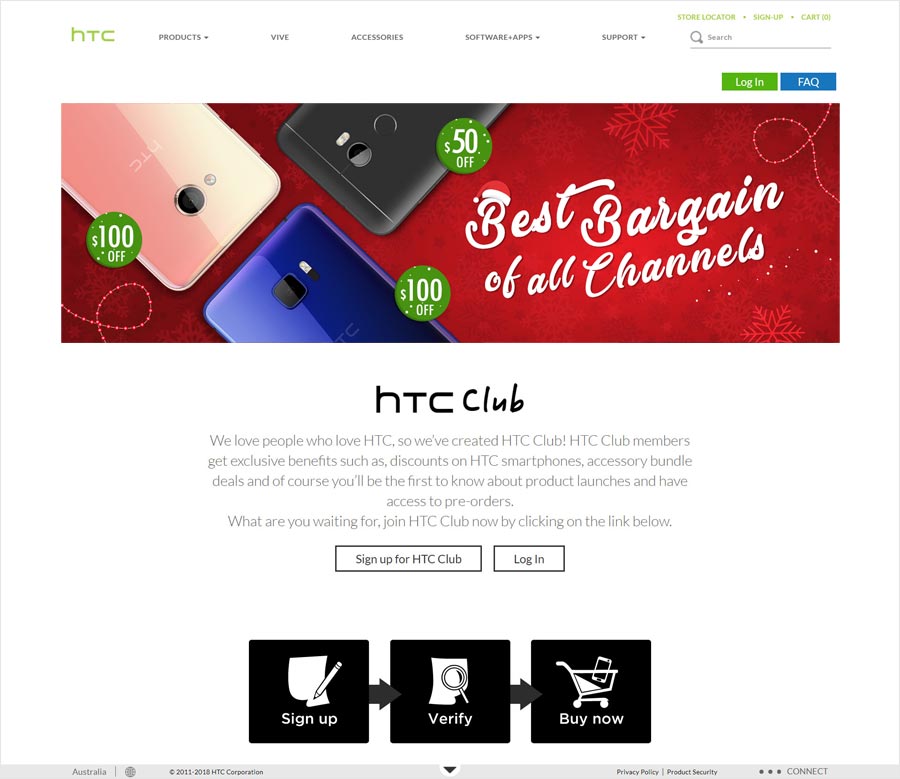 STORE LOCATOR • SIGN-UP • CART (0)
hTC PRODUCTS VIVE ACCESSORIES SOFTWARE+APPS SUPPORT Search
Log In FAQ
hTC
$50
OFF
$100
OFF
$100
OFF
hTC
Best Bargain
of all Channels
hTC Club
We love people who love HTC, so we've created HTC Club! HTC Club members
get exclusive benefits such as, discounts on HTC smartphones, accessory bundle
deals and of course you'll be the first to know about product launches and have
access to pre-orders.
What are you waiting for, join HTC Club now by clicking on the link below.
Sign up for HTC Club Log In
Sign up Verify Buy now
Australia | © 2011-2018 HTC Corporation Privacy Policy | Product Security ••• CONNECT